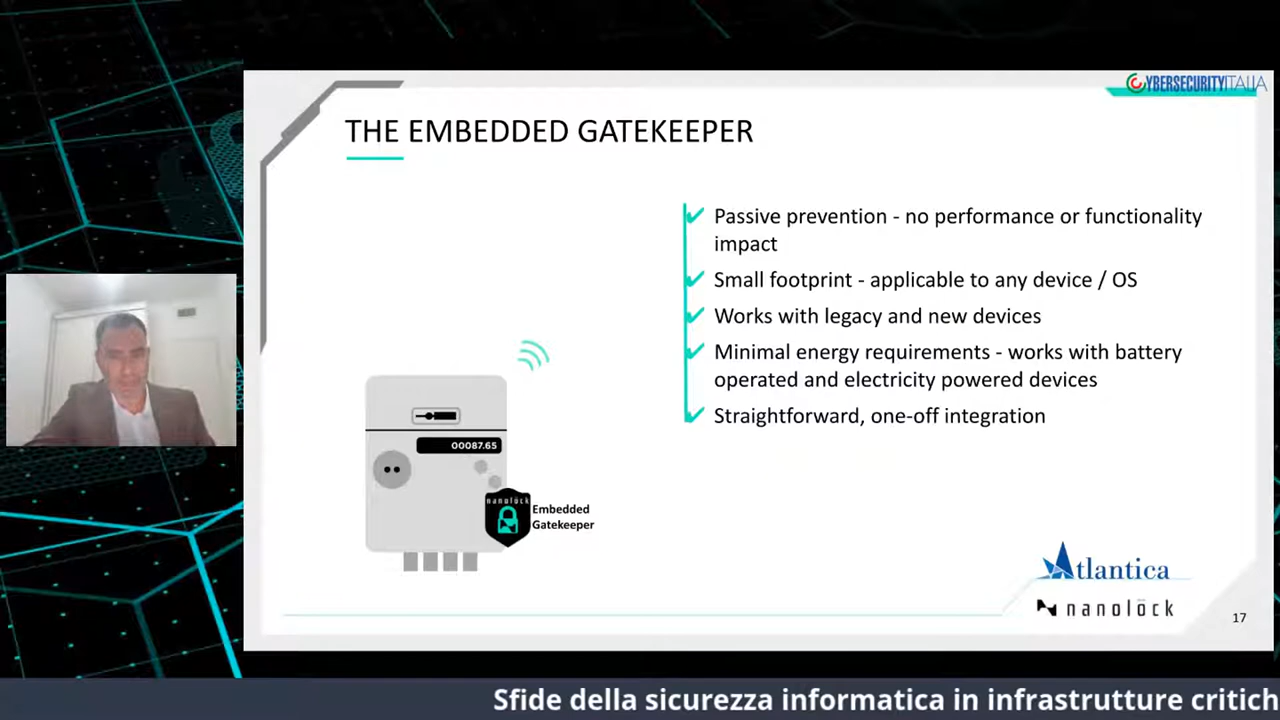 CYBERSECURITYITALIA
THE EMBEDDED GATEKEEPER
✔ Passive prevention - no performance or functionality
impact
✔ Small footprint - applicable to any device / OS
✔ Works with legacy and new devices
✔ Minimal energy requirements - works with battery
operated and electricity powered devices
✔ Straightforward, one-off integration
00087.65
nanolōck
Embedded
Gatekeeper
Atlantica
nanolōck
17
Sfide della sicurezza informatica in infrastrutture critich